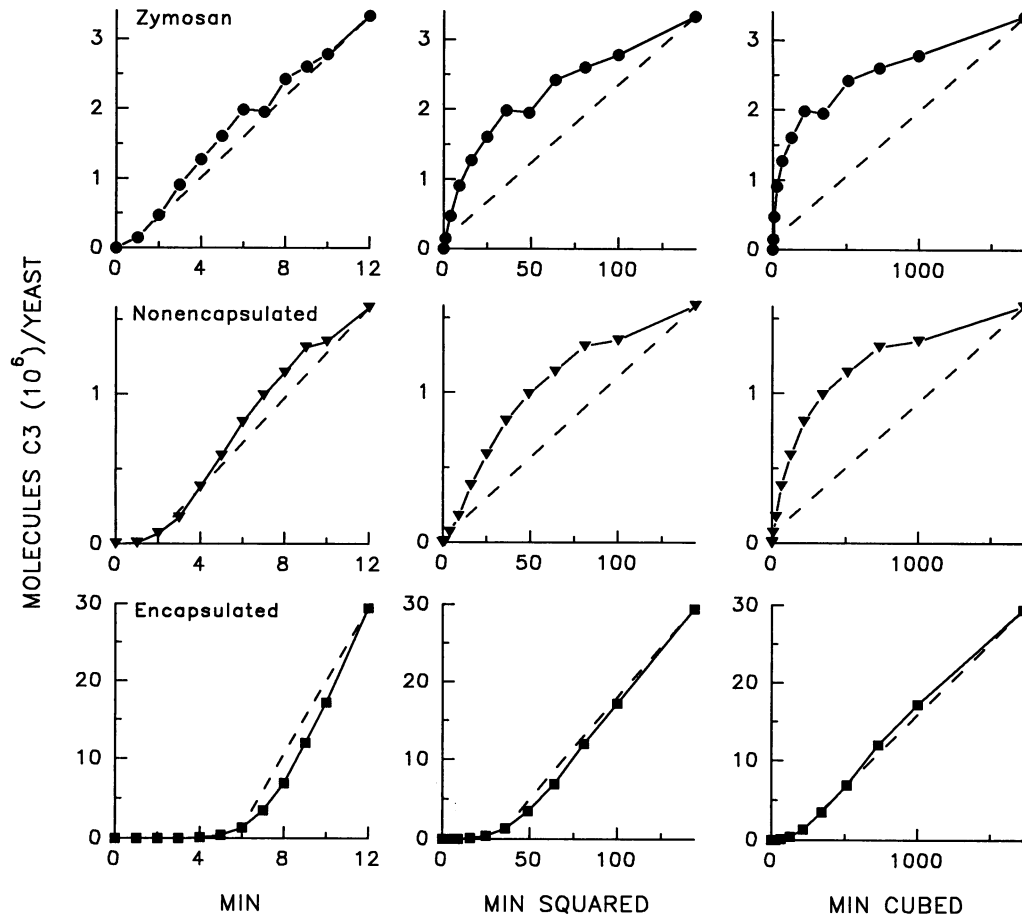 Zymosan
3
2
1
0
0 4 8 12
3
2
1
0
0 50 100
3
2
1
0
0 1000
MOLECULES C3 (10⁶)/YEAST
Nonencapsulated
1
0
0 4 8 12
1
0
0 50 100
1
0
0 1000
Encapsulated
30
20
10
0
0 4 8 12
30
20
10
0
0 50 100
30
20
10
0
0 1000
MIN
MIN SQUARED
MIN CUBED